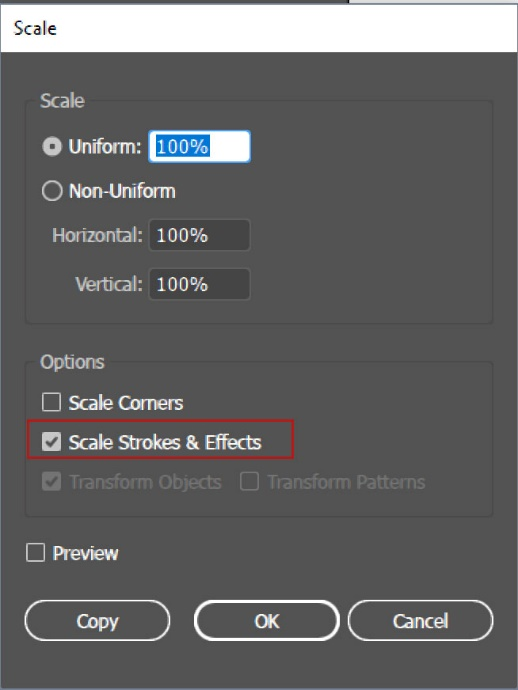 Scale
Scale
Uniform: 100%
Non-Uniform
Horizontal: 100%
Vertical: 100%
Options
Scale Corners
Scale Strokes & Effects
Transform Objects Transform Patterns
Preview
Copy OK Cancel